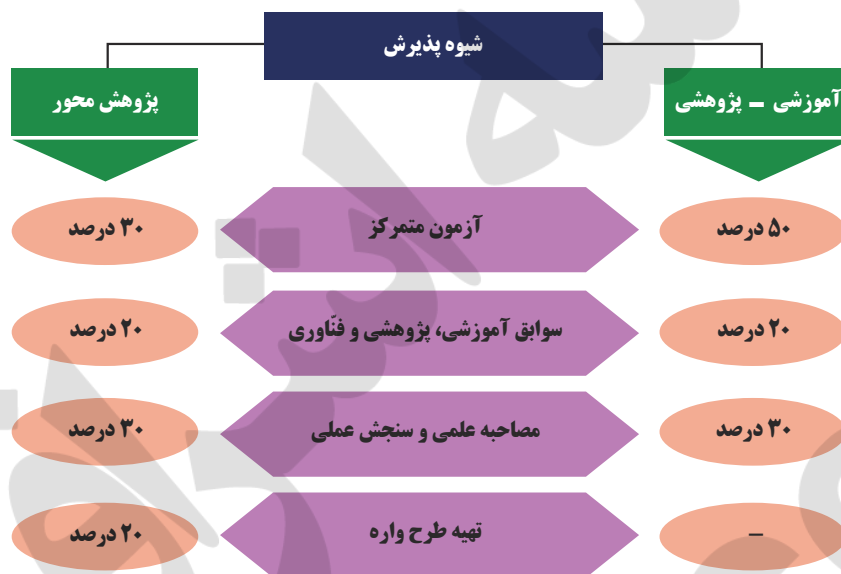 شیوه پذیرش
آموزشی ـ پژوهشی
پژوهش محور
۵۰ درصد
آزمون متمرکز
۳۰ درصد
۲۰ درصد
سوابق آموزشی، پژوهشی و فنّاوری
۲۰ درصد
۳۰ درصد
مصاحبه علمی و سنجش عملی
۳۰ درصد
–
تهیه طرح واره
۲۰ درصد